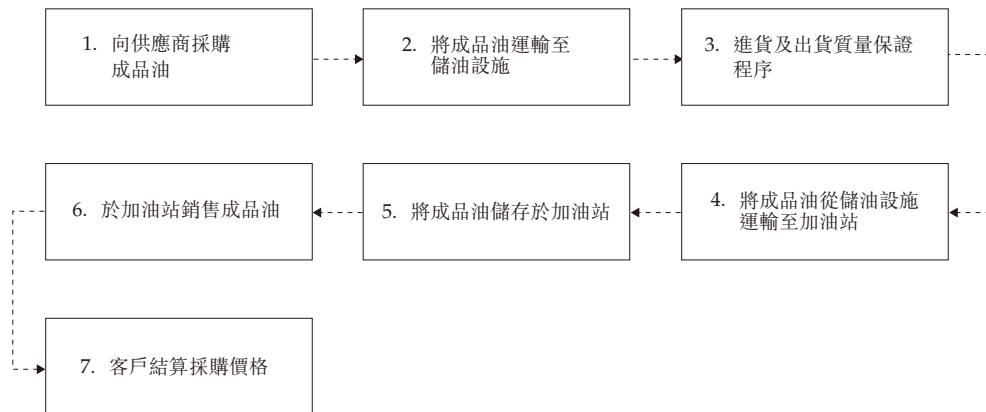 1. 向供應商採購
成品油
2. 將成品油運輸至
儲油設施
3. 進貨及出貨質量保證
程序
6. 於加油站銷售成品油
5. 將成品油儲存於加油站
4. 將成品油從儲油設施
運輸至加油站
7. 客戶結算採購價格